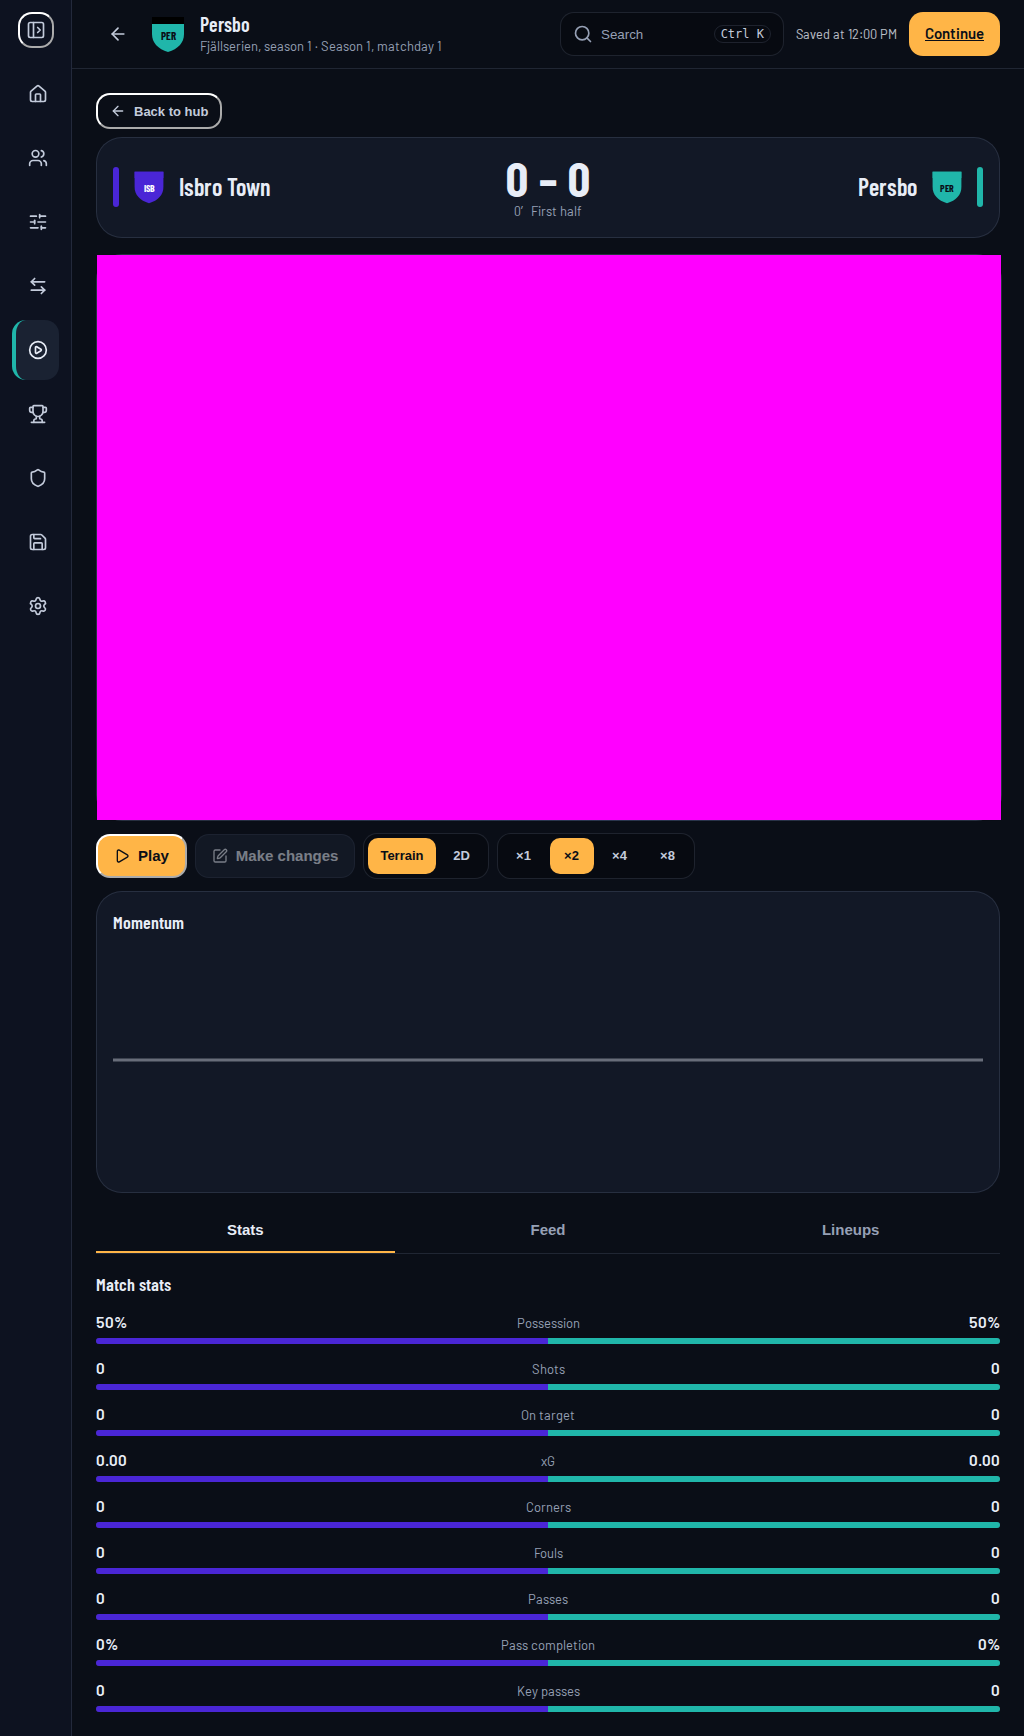 PER
Persbo
Fjällserien, season 1 · Season 1, matchday 1
Search
Ctrl K
Saved at 12:00 PM
Continue
Back to hub
ISB
Isbro Town
0 – 0
0' First half
Persbo
PER
Play
Make changes
Terrain
2D
×1
×2
×4
×8
Momentum
Stats
Feed
Lineups
Match stats
50% Possession 50%
0 Shots 0
0 On target 0
0.00 xG 0.00
0 Corners 0
0 Fouls 0
0 Passes 0
0% Pass completion 0%
0 Key passes 0